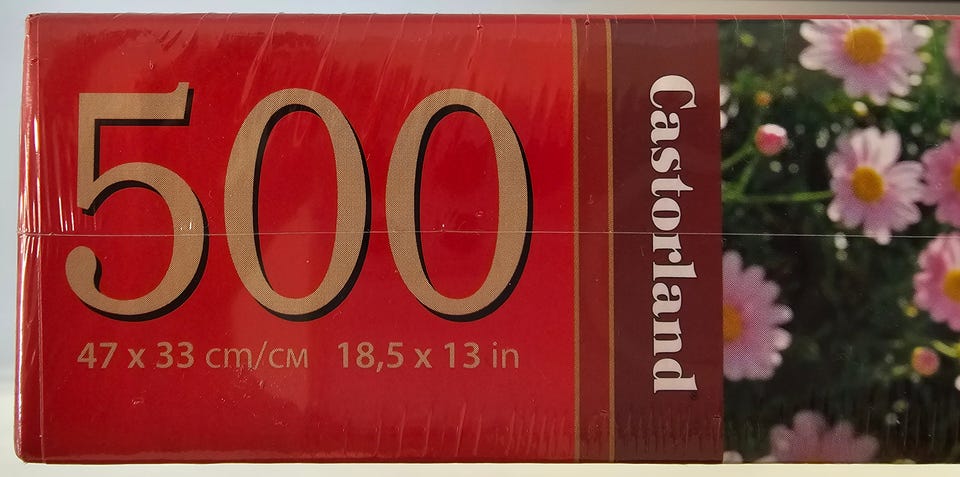 500
47 x 33 cm/см 18,5 x 13 in
Castorland®